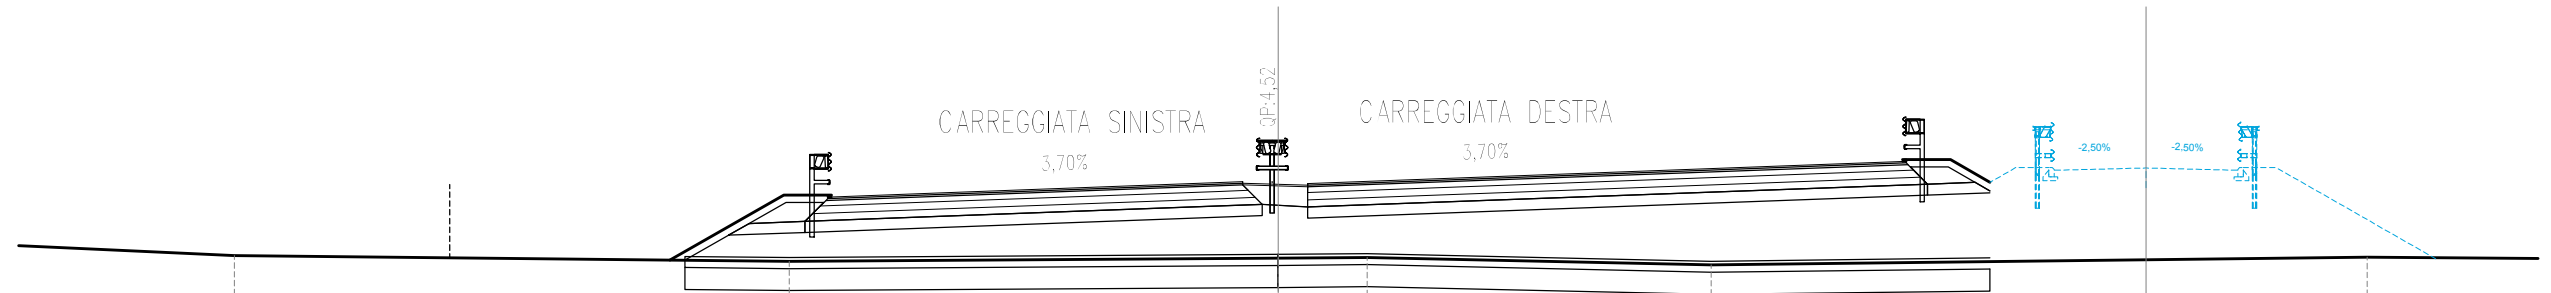 QP:4,52
CARREGGIATA SINISTRA
3,70%
CARREGGIATA DESTRA
3,70%
-2,50%
-2,50%